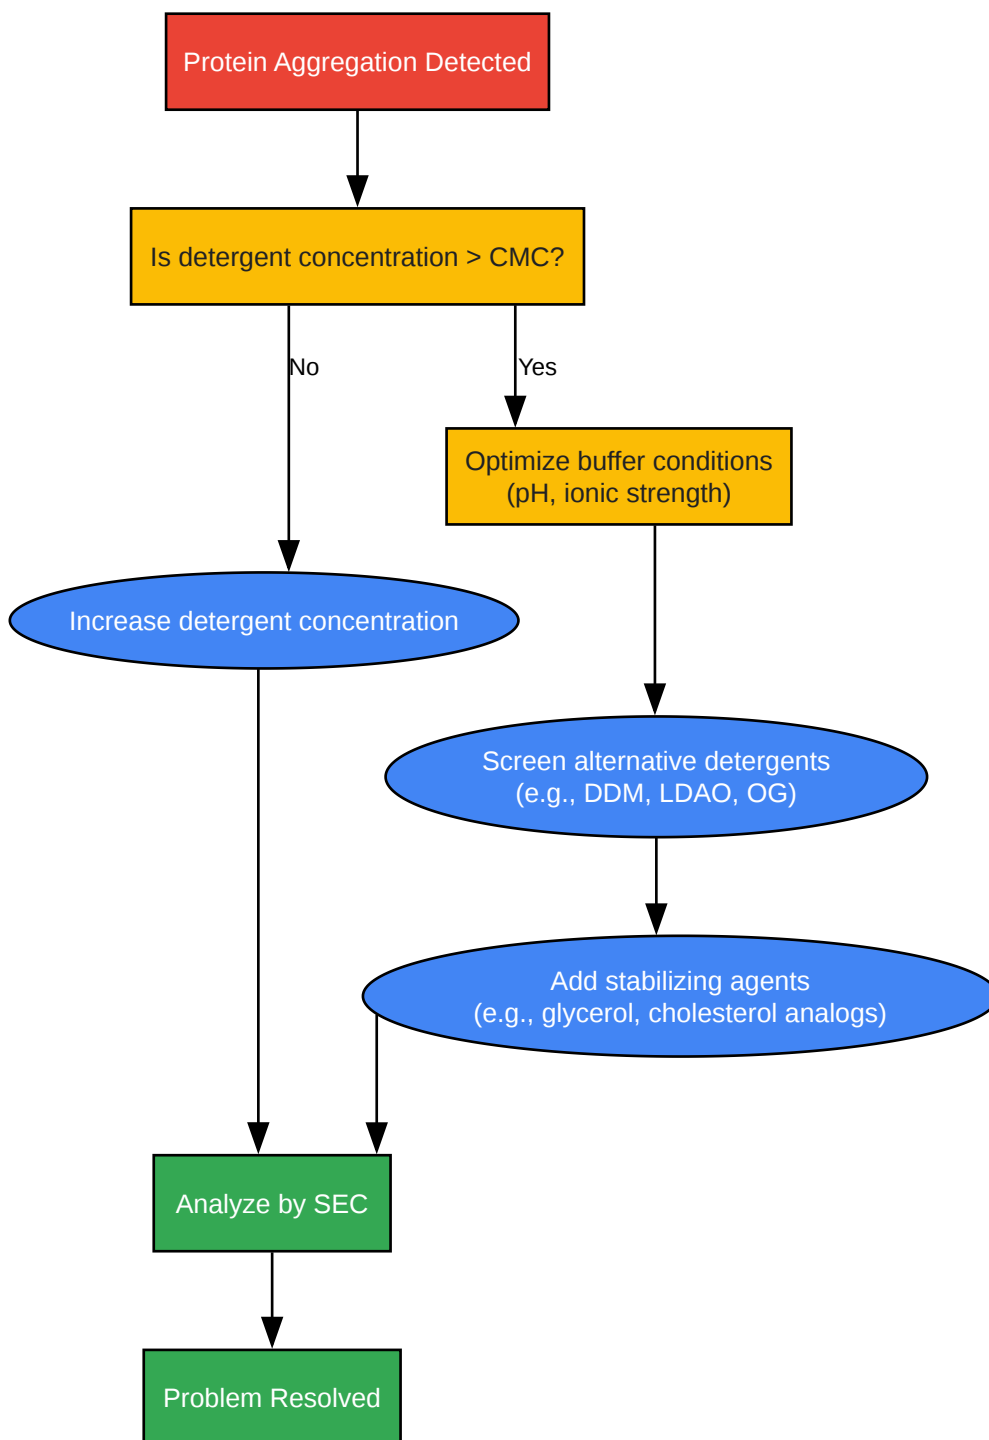 Protein Aggregation Detected
Is detergent concentration > CMC?
No
Yes
Optimize buffer conditions
(pH, ionic strength)
Increase detergent concentration
Screen alternative detergents
(e.g., DDM, LDAO, OG)
Add stabilizing agents
(e.g., glycerol, cholesterol analogs)
Analyze by SEC
Problem Resolved